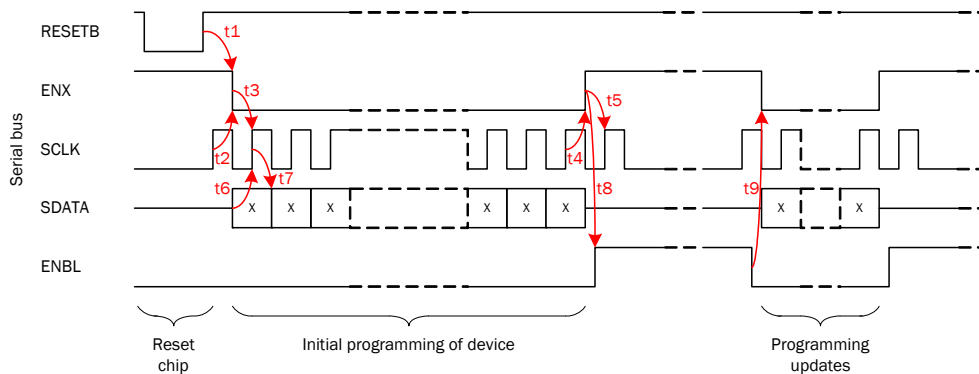 RESETB
t1
ENX
t3
t5
Serial bus
SCLK
t2
t4
t6
t7
t8
t9
SDATA
X X X X X X X X
ENBL
Reset
chip
Initial programming of device
Programming
updates